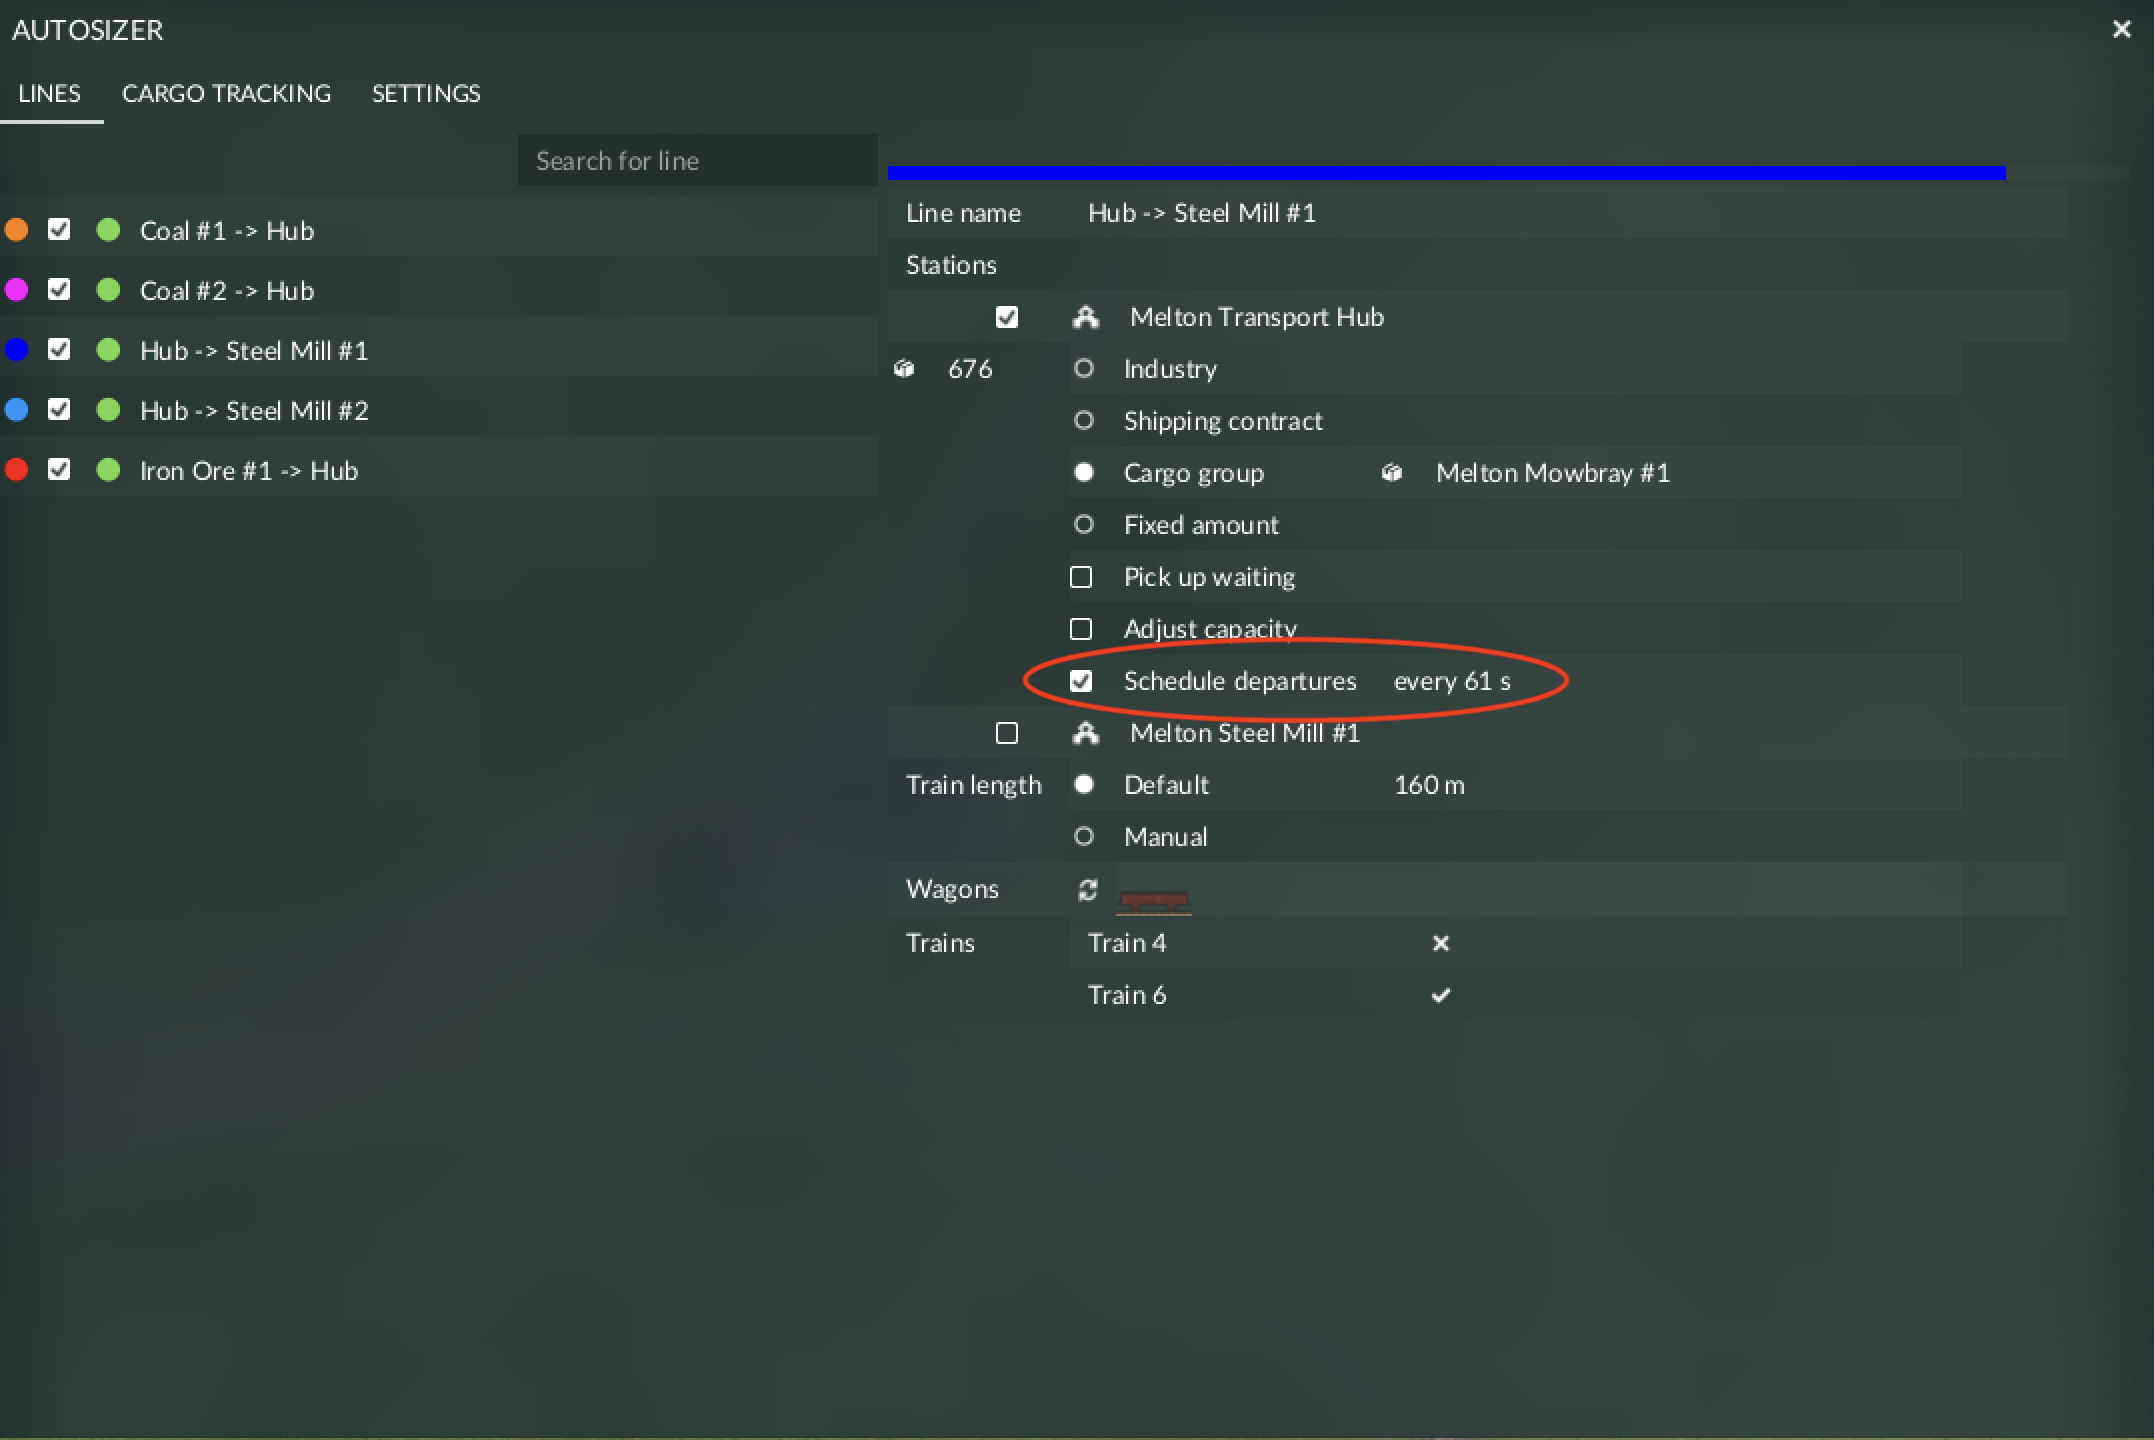 AUTOSIZER
LINES CARGO TRACKING SETTINGS
Search for line
Coal #1 -> Hub
Coal #2 -> Hub
Hub -> Steel Mill #1
Hub -> Steel Mill #2
Iron Ore #1 -> Hub
Line name Hub -> Steel Mill #1
Stations
Melton Transport Hub
676 Industry
Shipping contract
Cargo group Melton Mowbray #1
Fixed amount
Pick up waiting
Adjust capacity
Schedule departures every 61 s
Melton Steel Mill #1
Train length Default 160 m
Manual
Wagons
Trains Train 4
Train 6